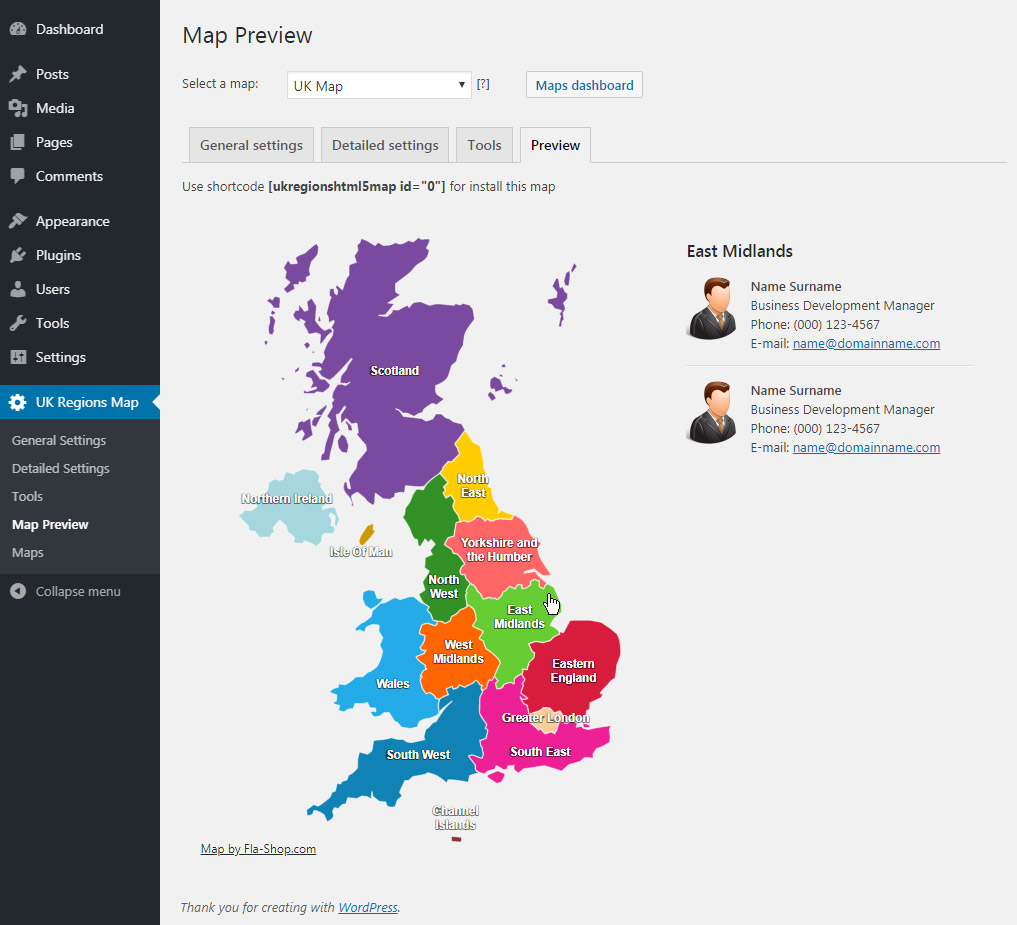 Dashboard
Posts
Media
Pages
Comments
Appearance
Plugins
Users
Tools
Settings
UK Regions Map
General Settings
Detailed Settings
Tools
Map Preview
Maps
Collapse menu
Map Preview
Select a map: UK Map [?] Maps dashboard
General settings Detailed settings Tools Preview
Use shortcode [ukregionshtml5map id="0"] for install this map
Scotland
Northern Ireland
Isle Of Man
North
East
Yorkshire and
the Humber
North
West
East
Midlands
West
Midlands
Eastern
England
Wales
Greater London
South West
South East
Channel
Islands
Map by Fla-Shop.com
East Midlands
Name Surname
Business Development Manager
Phone: (000) 123-4567
E-mail: name@domainname.com
Name Surname
Business Development Manager
Phone: (000) 123-4567
E-mail: name@domainname.com
Thank you for creating with WordPress.